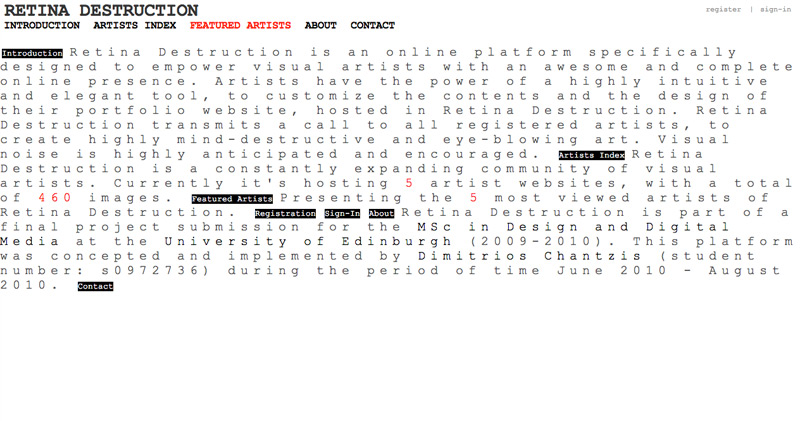 RETINA DESTRUCTION
register | sign-in
INTRODUCTION ARTISTS INDEX FEATURED ARTISTS ABOUT CONTACT
Introduction Retina Destruction is an online platform specifically
designed to empower visual artists with an awesome and complete
online presence. Artists have the power of a highly intuitive
and elegant tool, to customize the contents and the design of
their portfolio website, hosted in Retina Destruction. Retina
Destruction transmits a call to all registered artists, to
create highly mind-destructive and eye-blowing art. Visual
noise is highly anticipated and encouraged. Artists Index Retina
Destruction is a constantly expanding community of visual
artists. Currently it's hosting 5 artist websites, with a total
of 460 images. Featured Artists Presenting the 5 most viewed artists of
Retina Destruction. Registration Sign-In About Retina Destruction is part of a
final project submission for the MSc in Design and Digital
Media at the University of Edinburgh (2009-2010). This platform
was concepted and implemented by Dimitrios Chantzis (student
number: s0972736) during the period of time June 2010 - August
2010. Contact